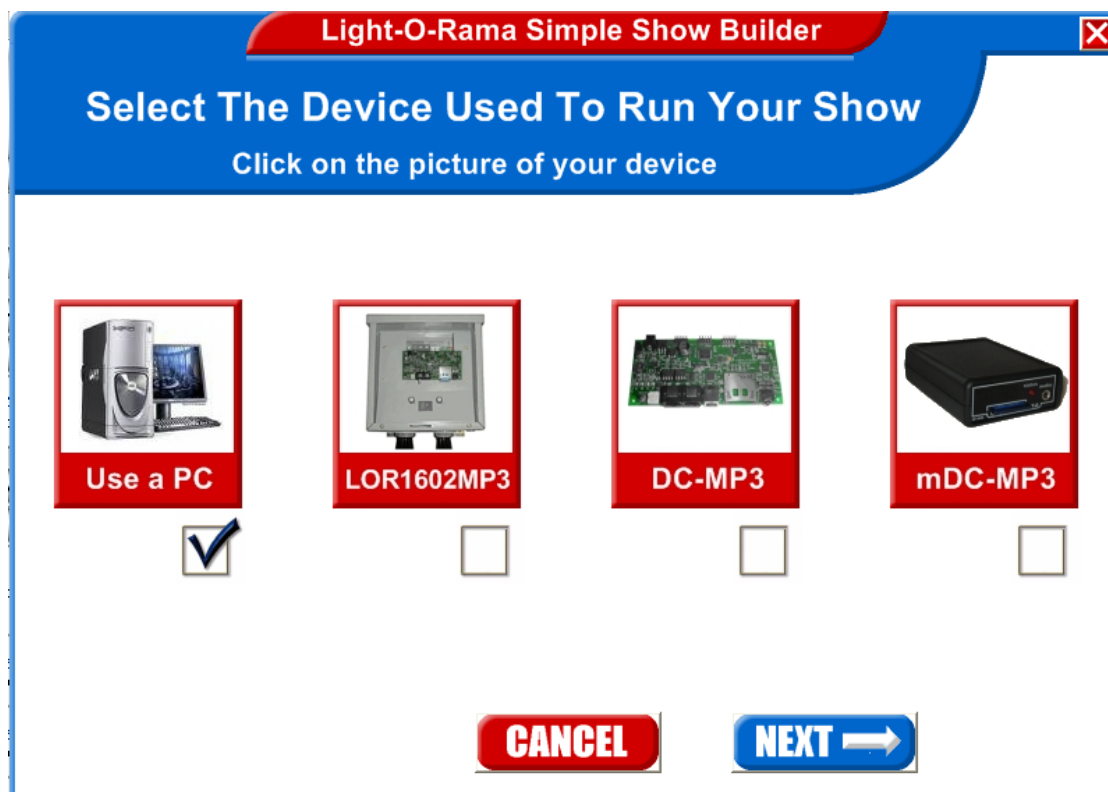 Light-O-Rama Simple Show Builder
Select The Device Used To Run Your Show
Click on the picture of your device
Use a PC
LOR1602MP3
DC-MP3
mDC-MP3
CANCEL
NEXT